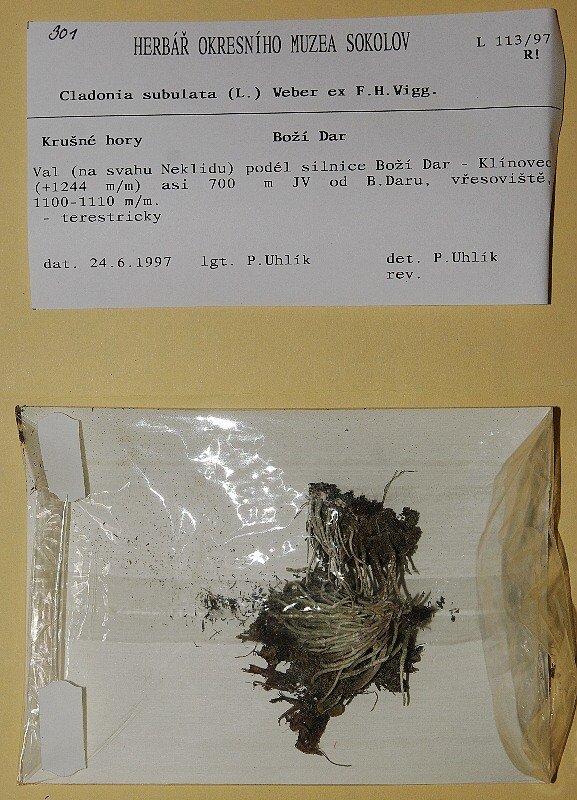 301
HERBÁŘ OKRESNÍHO MUZEA SOKOLOV
L 113/97
R!
Cladonia subulata (L.) Weber ex F.H.Wigg.
Krušné hory Boží Dar
Val (na svahu Neklidu) podél silnice Boží Dar - Klínovec
(+1244 m/m) asi 700 m JV od B.Daru, vřesoviště,
1100-1110 m/m.
- terestricky
dat. 24.6.1997 lgt. P.Uhlík det. P.Uhlík
rev.